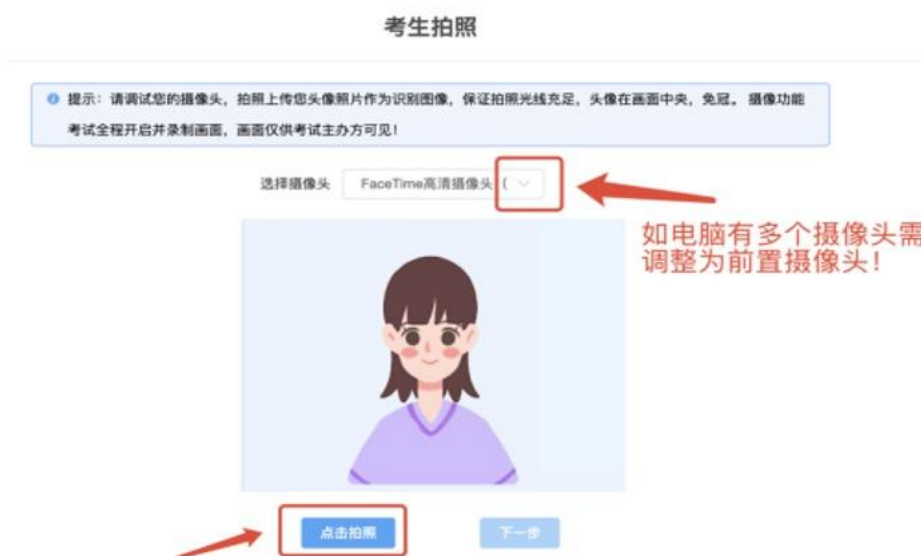 考生拍照
提示：请调试您的摄像头，拍照上传您头像照片作为识别图像，保证拍照光线充足，头像在画面中央，免冠。 摄像功能
考试全程开启并录制画面，画面仅供考试主办方可见！
选择摄像头 FaceTime高清摄像头（
如电脑有多个摄像头需
调整为前置摄像头！
点击拍照 下一步